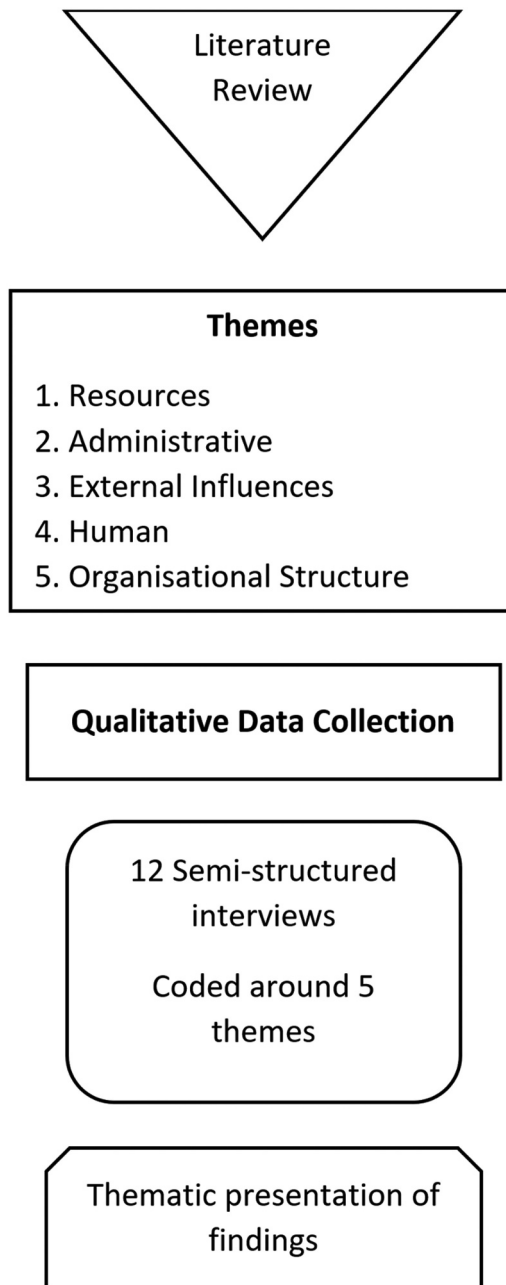 Literature
Review
Themes
1. Resources
2. Administrative
3. External Influences
4. Human
5. Organisational Structure
Qualitative Data Collection
12 Semi-structured
interviews
Coded around 5
themes
Thematic presentation of
findings